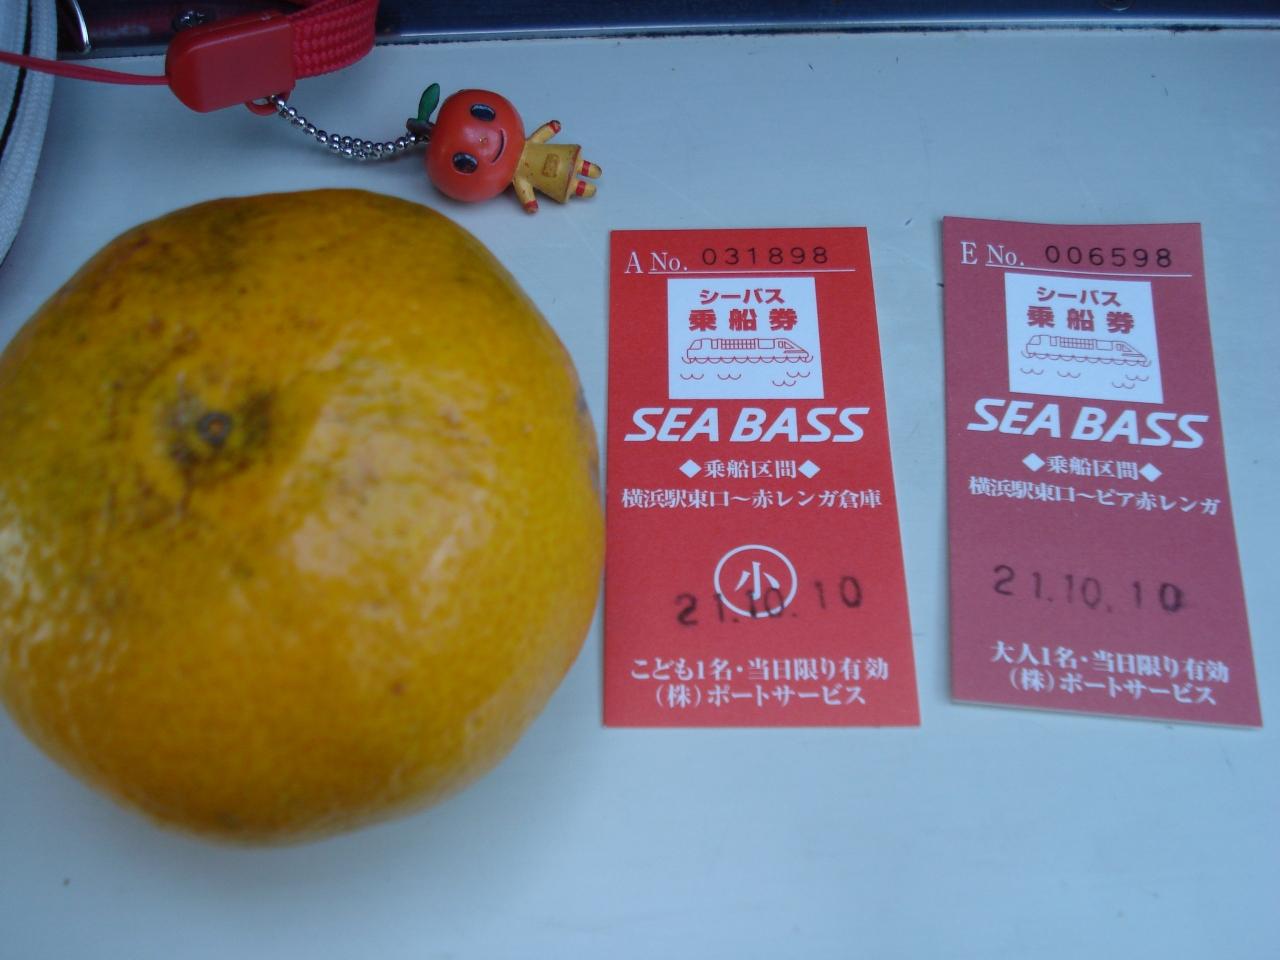 A No. 031898
シーバス
乗船券
SEA BASS
◆乗船区間◆
横浜駅東口～赤レンガ倉庫
小
21.10.10
こども1名・当日限り有効
（株）ポートサービス
E No. 006598
シーバス
乗船券
SEA BASS
◆乗船区間◆
横浜駅東口～ピア赤レンガ
21.10.10
大人1名・当日限り有効
（株）ポートサービス